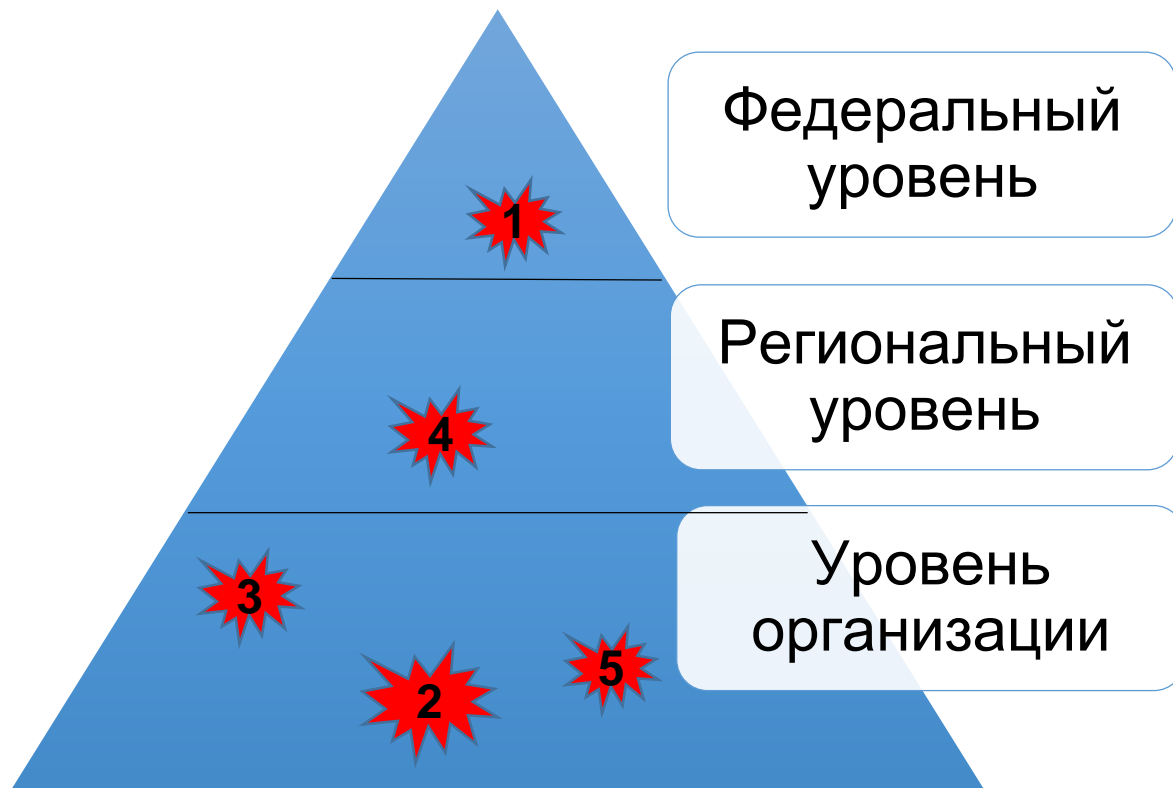 Федеральный
уровень
1
Региональный
уровень
4
Уровень
организации
3
5
2